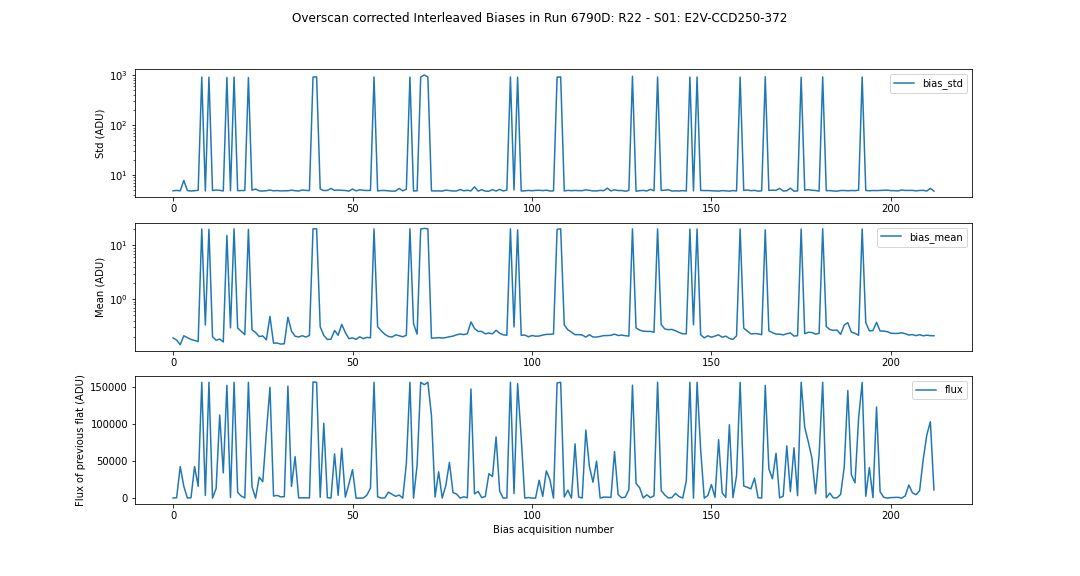 Overscan corrected Interleaved Biases in Run 6790D: R22 - S01: E2V-CCD250-372
Std (ADU)
10³
10²
10¹
bias_std
0 50 100 150 200
Mean (ADU)
10¹
10⁰
bias_mean
0 50 100 150 200
Flux of previous flat (ADU)
150000
100000
50000
0
flux
0 50 100 150 200
Bias acquisition number